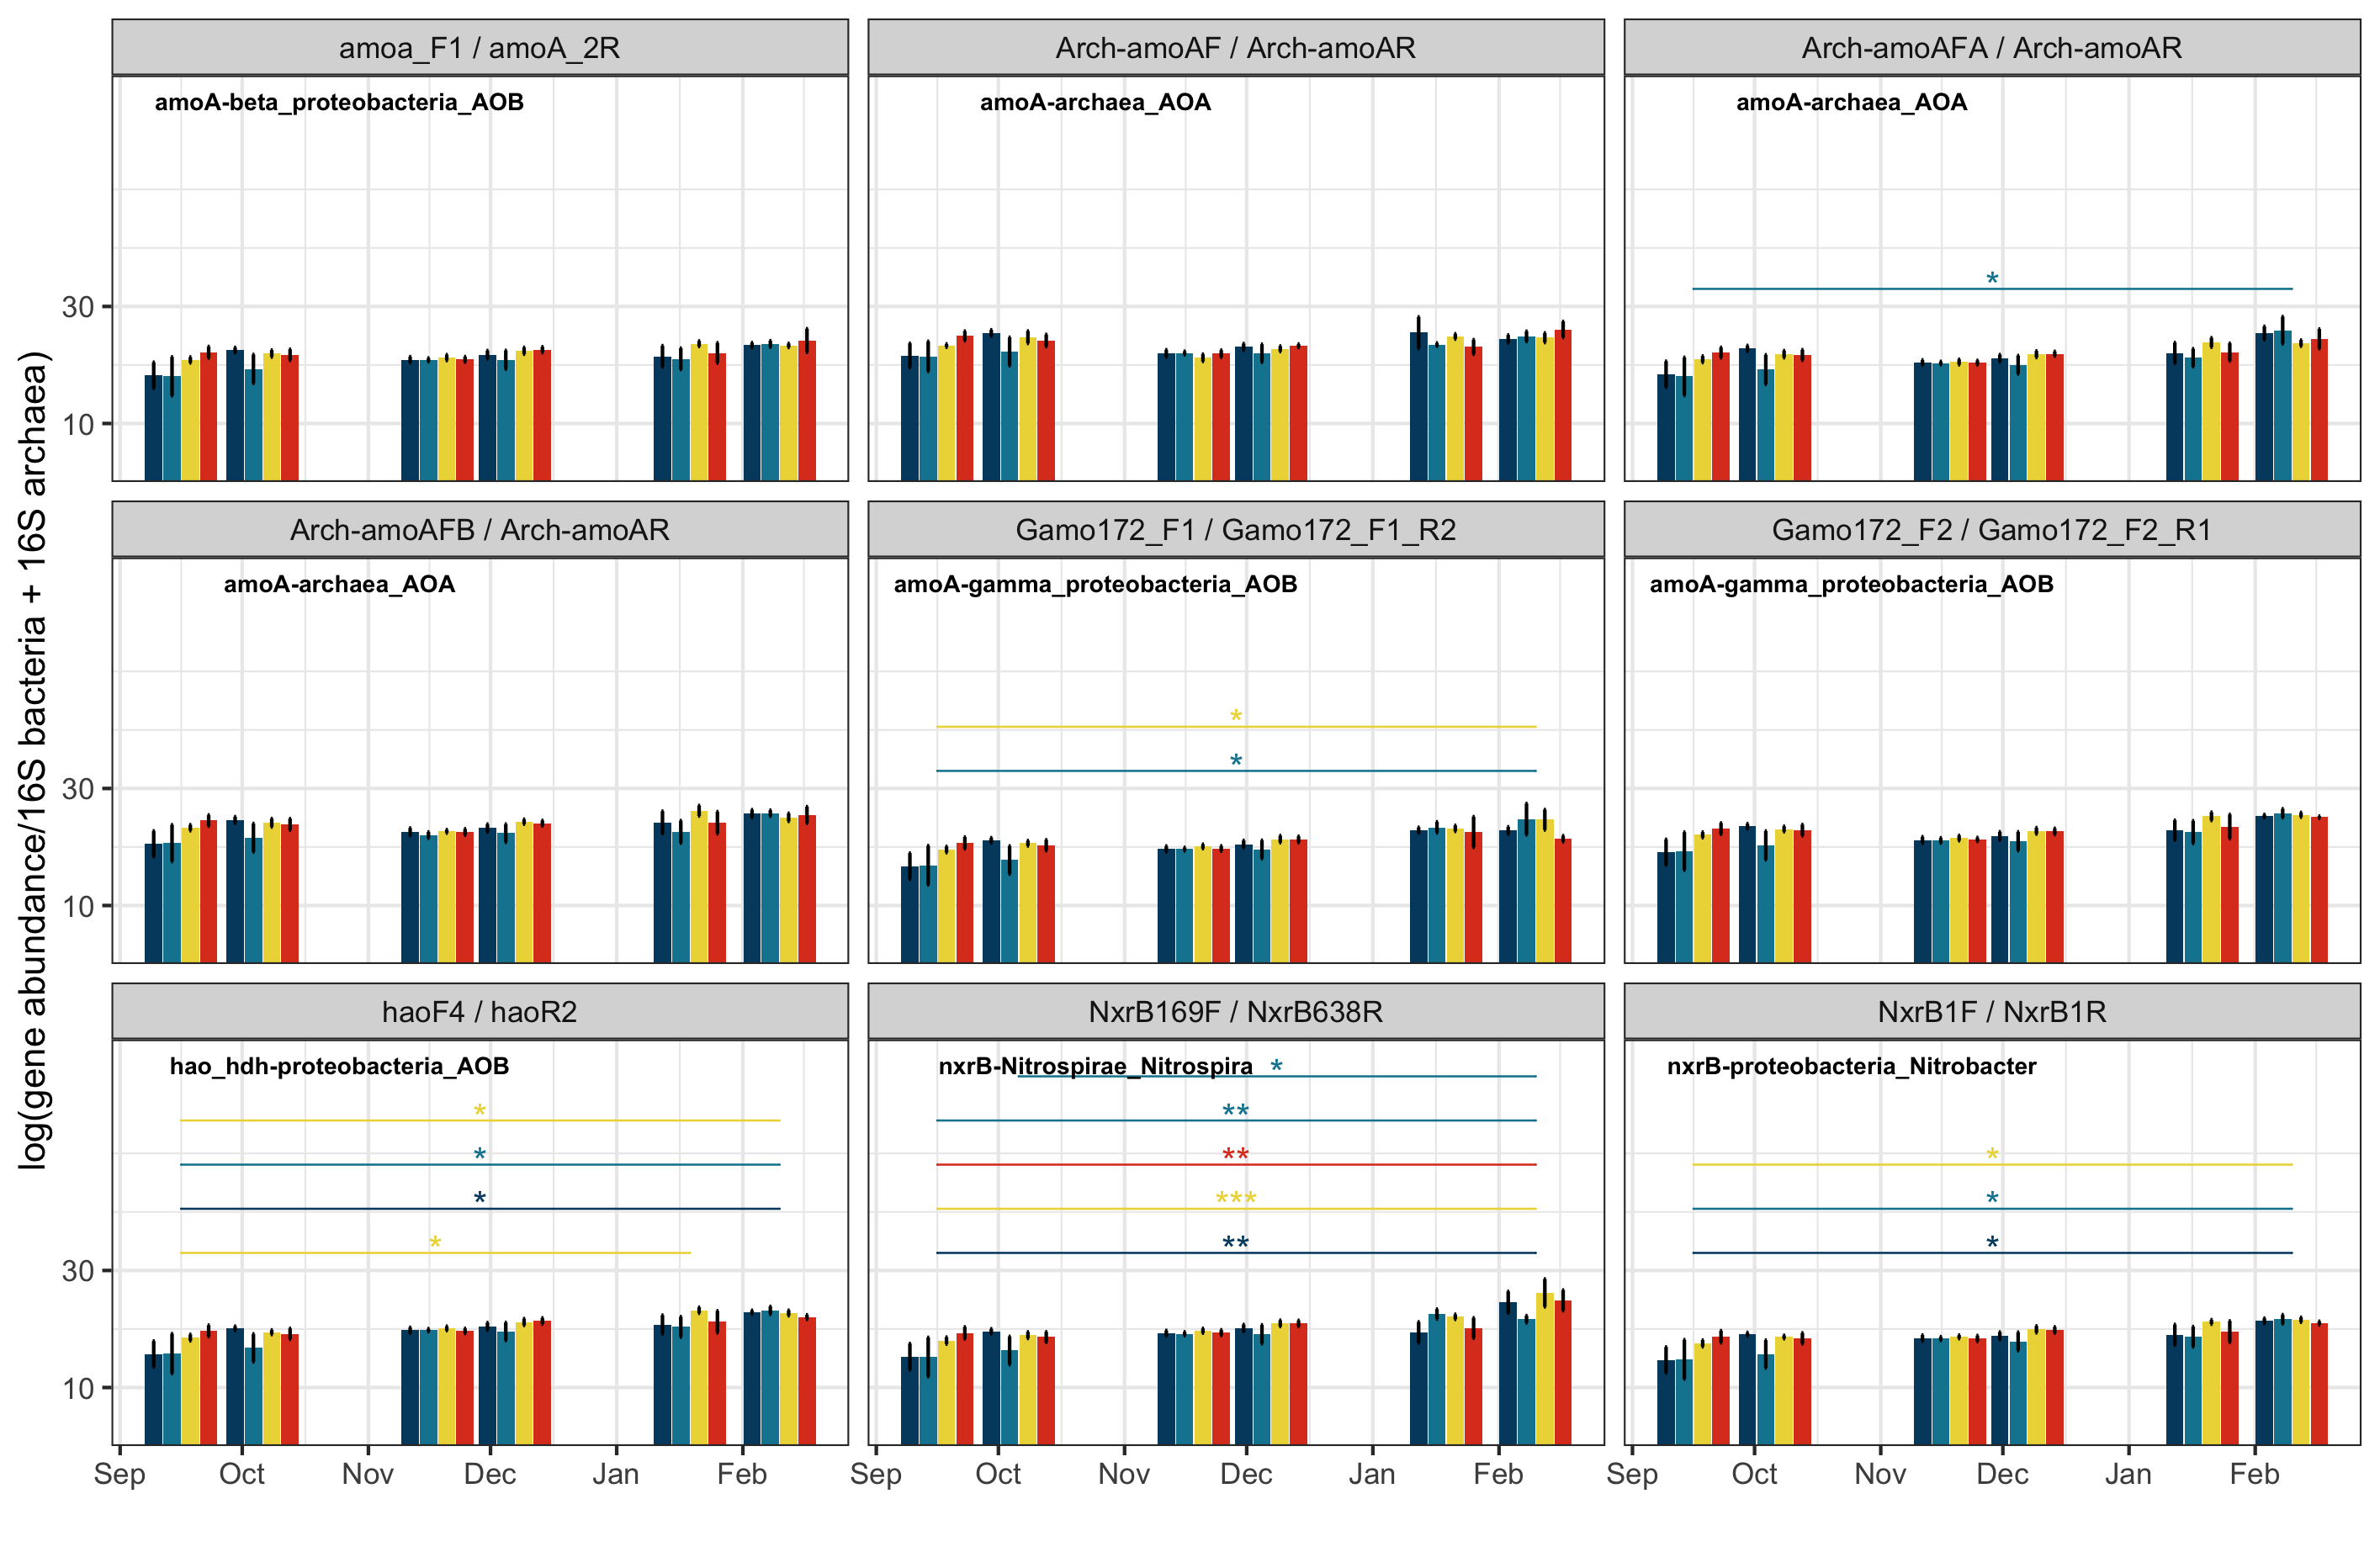 amoa_F1 / amoA_2R
Arch-amoAF / Arch-amoAR
Arch-amoAFA / Arch-amoAR
amoA-beta_proteobacteria_AOB
amoA-archaea_AOA
amoA-archaea_AOA
*
30
10
Arch-amoAFB / Arch-amoAR
Gamo172_F1 / Gamo172_F1_R2
Gamo172_F2 / Gamo172_F2_R1
amoA-archaea_AOA
amoA-gamma_proteobacteria_AOB
amoA-gamma_proteobacteria_AOB
*
*
30
10
haoF4 / haoR2
NxrB169F / NxrB638R
NxrB1F / NxrB1R
hao_hdh-proteobacteria_AOB
*
*
*
*
nxrB-Nitrospirae_Nitrospira *
**
**
***
**
nxrB-proteobacteria_Nitrobacter
*
*
*
30
10
Sep Oct Nov Dec Jan Feb
Sep Oct Nov Dec Jan Feb
Sep Oct Nov Dec Jan Feb
log(gene abundance/16S bacteria + 16S archaea)